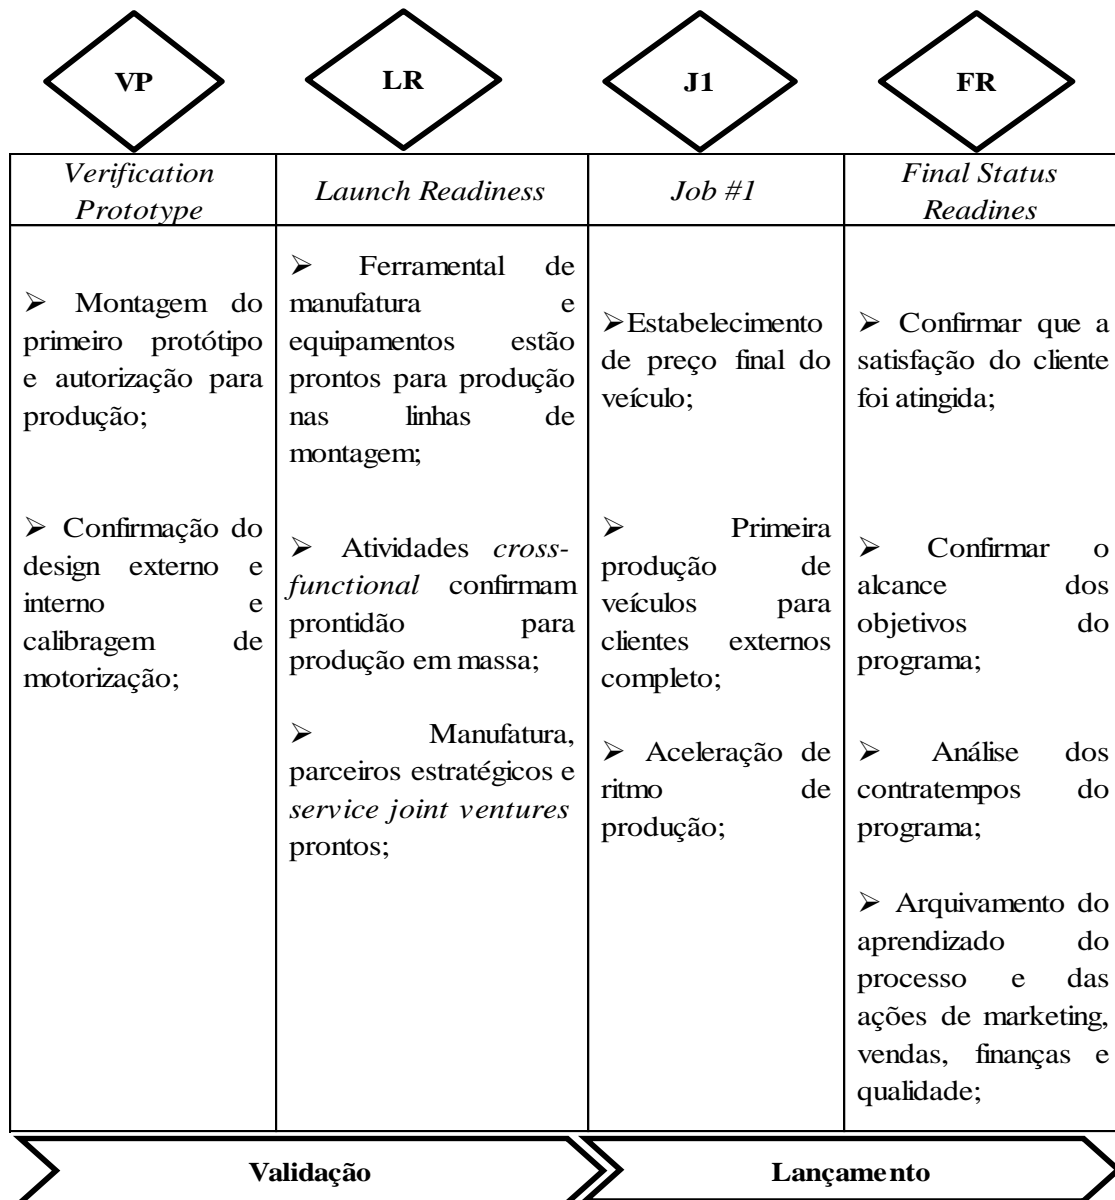 VP
LR
J1
FR
Verification
Prototype
Launch Readiness
Job #1
Final Status
Readines
➢ Montagem do
primeiro protótipo
e autorização para
produção;
➢ Confirmação do
design externo e
interno e
calibragem de
motorização;
➢ Ferramental de
manufatura e
equipamentos estão
prontos para produção
nas linhas de
montagem;
➢ Atividades cross-
functional confirmam
prontidão para
produção em massa;
➢ Manufatura,
parceiros estratégicos e
service joint ventures
prontos;
➢Estabelecimento
de preço final do
veículo;
➢ Primeira
produção de
veículos para
clientes externos
completo;
➢ Aceleração de
ritmo de
produção;
➢ Confirmar que a
satisfação do cliente
foi atingida;
➢ Confirmar o
alcance dos
objetivos do
programa;
➢ Análise dos
contratempos do
programa;
➢ Arquivamento do
aprendizado do
processo e das
ações de marketing,
vendas, finanças e
qualidade;
Validação
Lançamento